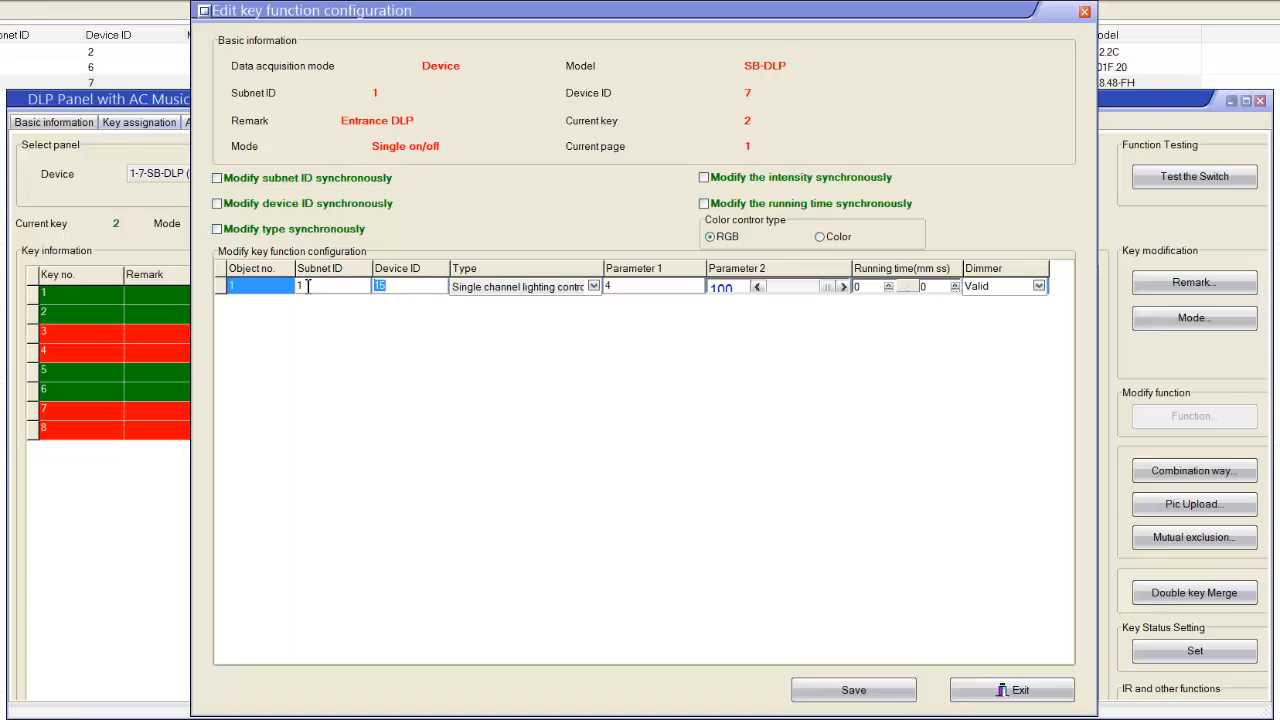 Edit key function configuration
Basic information
Data acquisition mode Device Model SB-DLP
Subnet ID 1 Device ID 7
Remark Entrance DLP Current key 2
Mode Single on/off Current page 1
Modify subnet ID synchronously Modify the intensity synchronously
Modify device ID synchronously Modify the running time synchronously
Modify type synchronously
Color control type
RGB Color
Modify key function configuration
Object no. Subnet ID Device ID Type Parameter 1 Parameter 2 Running time(mm ss) Dimmer
1 1 15 Single channel lighting contrc 4 100 0 : 0 Valid
Save Exit
net ID Device ID
2
6
7
odel
2.2C
01F.20
8.48-FH
DLP Panel with AC Music
Basic information Key assignation A
Select panel
Device 1-7-SB-DLP (
Current key 2 Mode
Key information
Key no. Remark
1
2
3
4
5
6
7
8
Function Testing
Test the Switch
Key modification
Remark...
Mode...
Modify function
Function...
Combination way...
Pic Upload...
Mutual exclusion...
Double key Merge
Key Status Setting
Set
IR and other functions